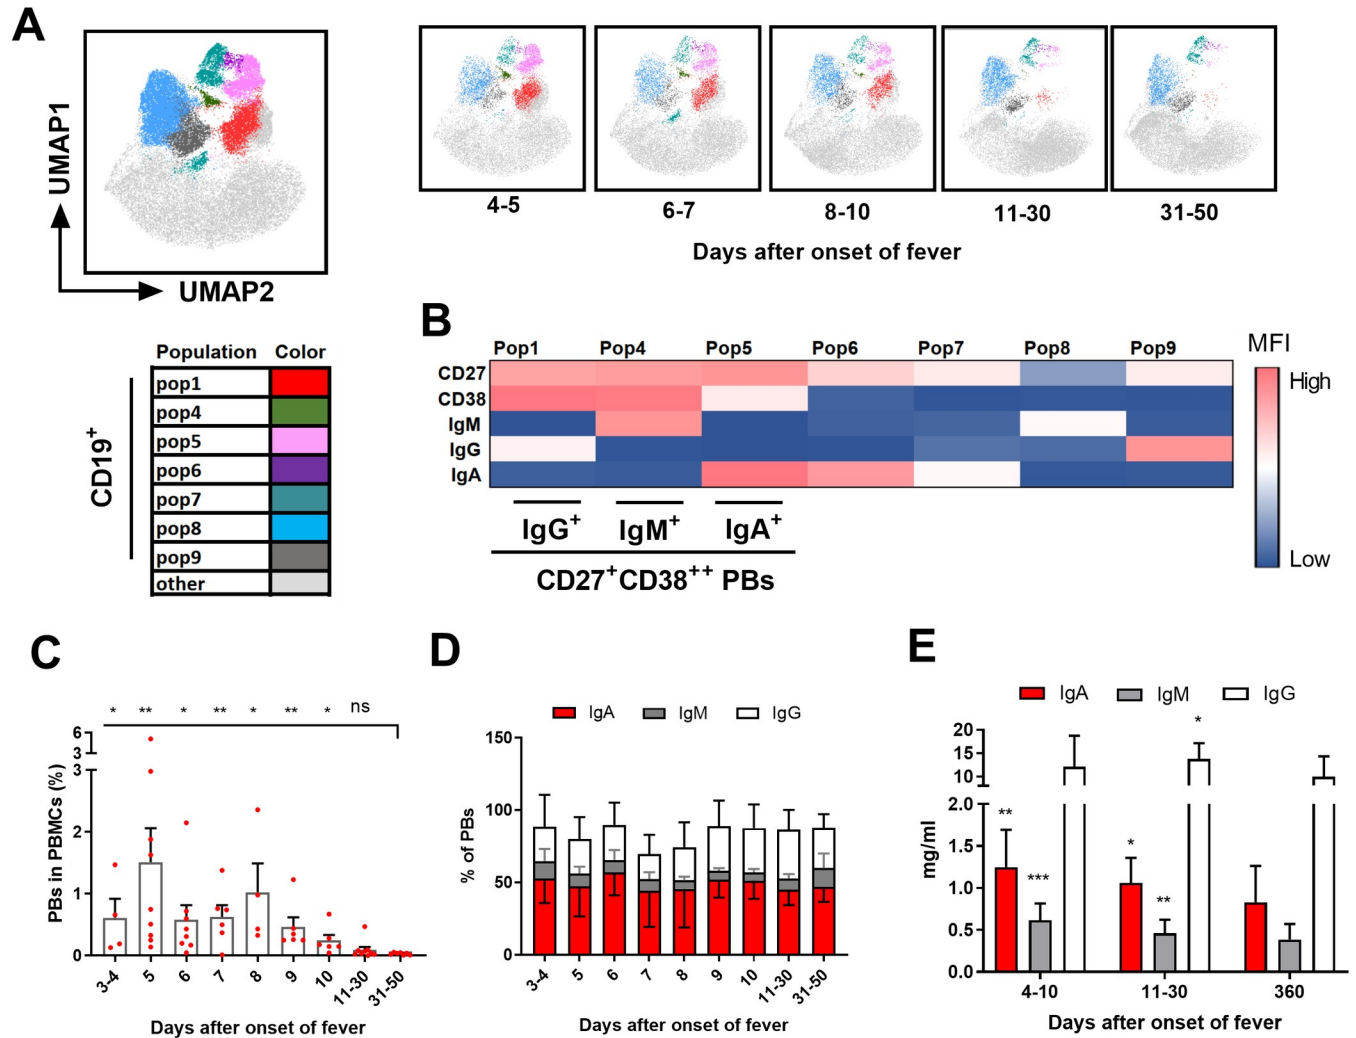 A
UMAP1
UMAP2
4-5
6-7
8-10
11-30
31-50
Days after onset of fever
Population Color
CD19+
pop1
pop4
pop5
pop6
pop7
pop8
pop9
other
B
Pop1 Pop4 Pop5 Pop6 Pop7 Pop8 Pop9
CD27
CD38
IgM
IgG
IgA
MFI
High
Low
IgG+ IgM+ IgA+
CD27+CD38++ PBs
C
* ** * ** * ** * ns
PBs in PBMCs (%)
6
3
3
2
1
0
3-4 5 6 7 8 9 10 11-30 31-50
Days after onset of fever
D
IgA IgM IgG
% of PBs
150
100
50
0
3-4 5 6 7 8 9 10 11-30 31-50
Days after onset of fever
E
IgA IgM IgG
mg/ml
20
15
10
2.0
1.5
1.0
0.5
0.0
** *** * ** *
4-10 11-30 360
Days after onset of fever